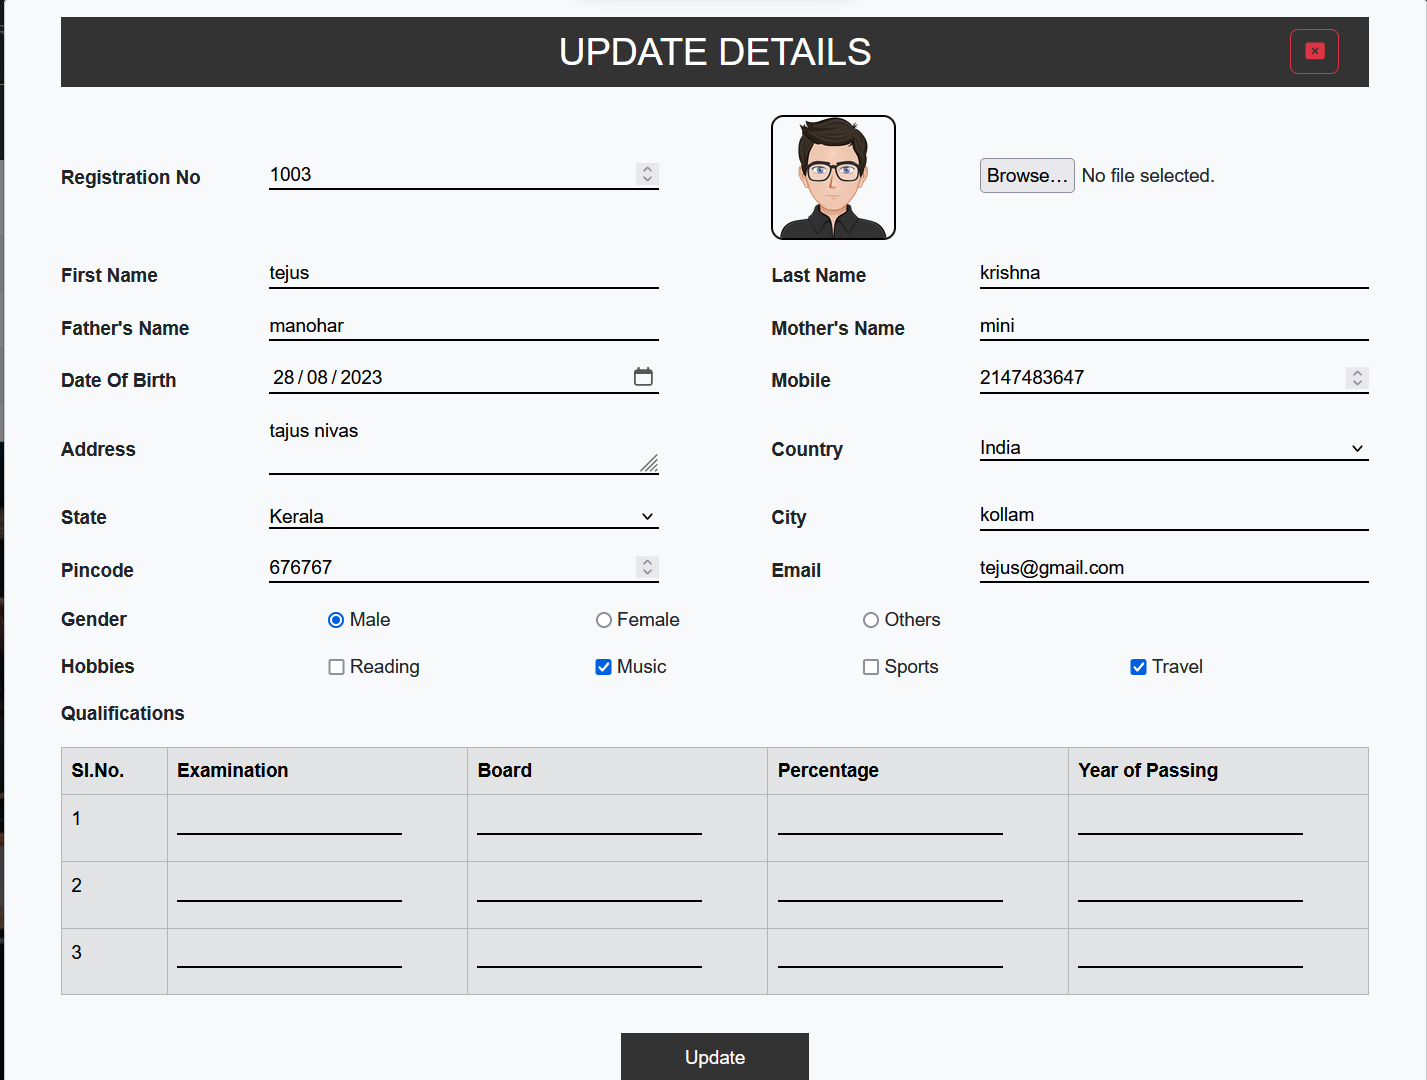 UPDATE DETAILS
Registration No 1003 Browse... No file selected.
First Name tejus Last Name krishna
Father's Name manohar Mother's Name mini
Date Of Birth 28/08/2023 Mobile 2147483647
Address tajus nivas Country India
State Kerala City kollam
Pincode 676767 Email tejus@gmail.com
Gender Male Female Others
Hobbies Reading Music Sports Travel
Qualifications
Sl.No. Examination Board Percentage Year of Passing
1
2
3
Update